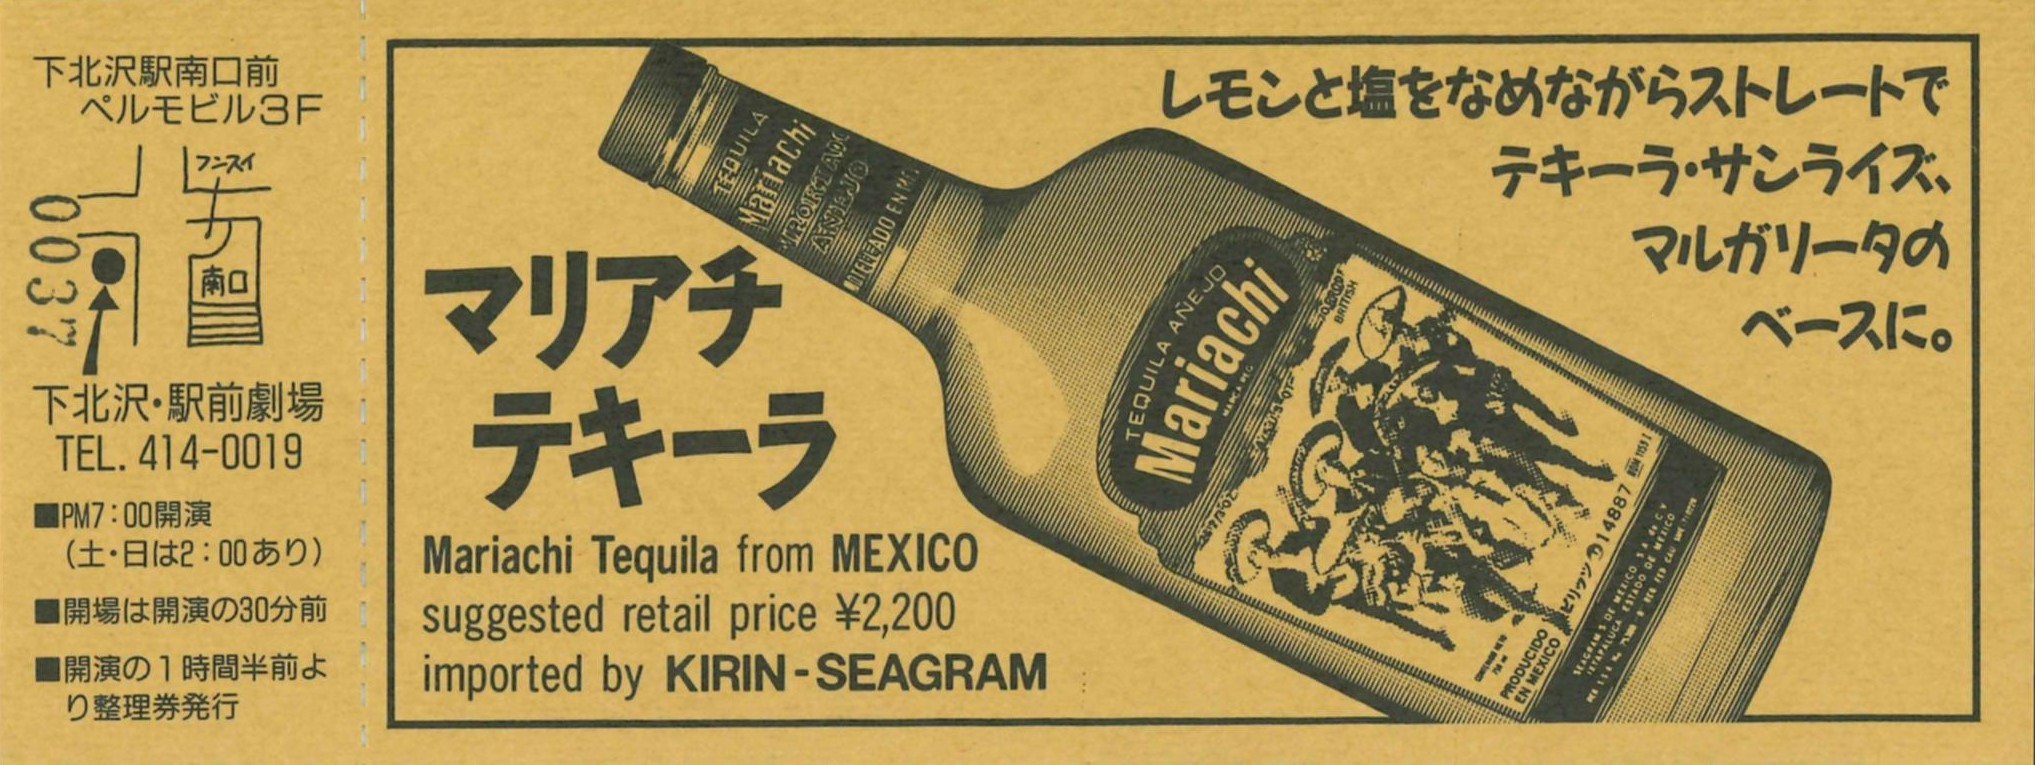 下北沢駅南口前
ペルモビル3F
フンスイ
南口
0037
下北沢・駅前劇場
TEL. 414-0019
■PM7:00開演
(土・日は2:00あり)
■開場は開演の30分前
■開演の1時間半前よ
り整理券発行
レモンと塩をなめながらストレートで
テキーラ・サンライズ、
マルガリータの
ベースに。
マリアチ
テキーラ
Mariachi Tequila from MEXICO
suggested retail price ¥2,200
imported by KIRIN-SEAGRAM
TEQUILA
Mariachi
AÑEJO
TEQUILA AÑEJO
Mariachi
MARCA REG
BRITISH
914887
PRODUCIDO
EN MEXICO